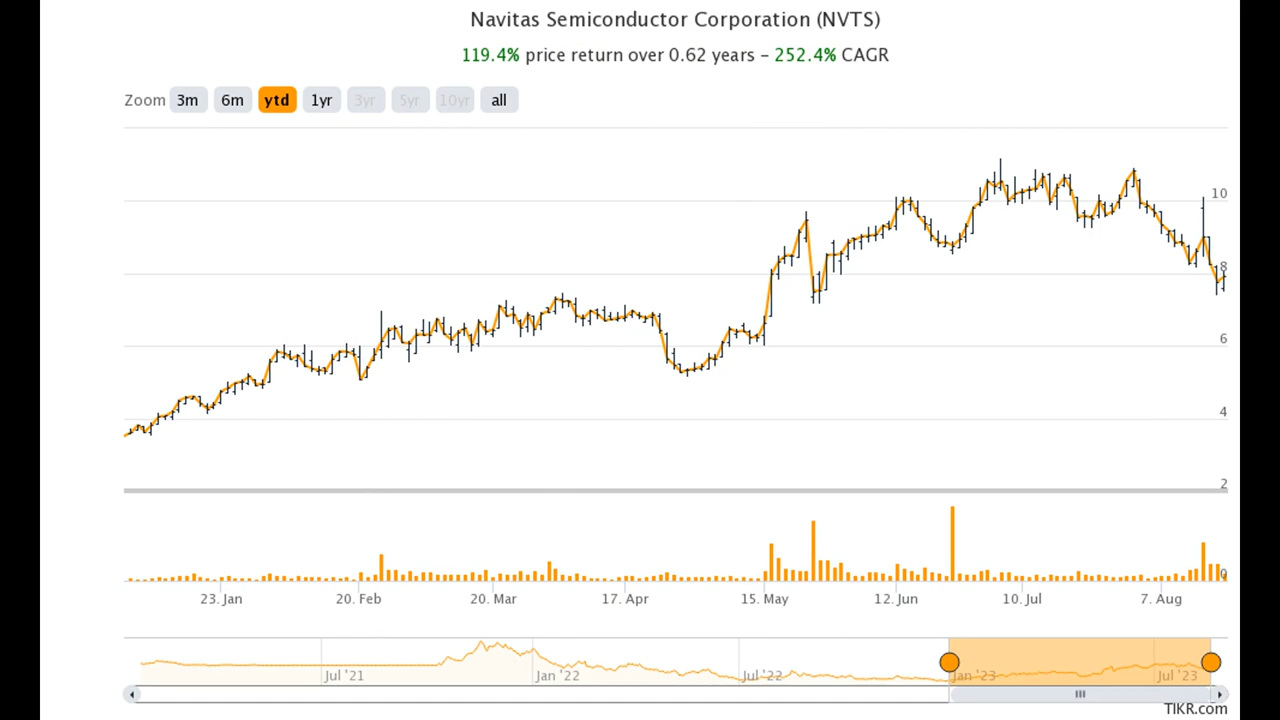 Navitas Semiconductor Corporation (NVTS)
119.4% price return over 0.62 years – 252.4% CAGR
Zoom 3m 6m ytd 1yr 3yr 5yr 10yr all
10
8
6
4
2
0
23. Jan 20. Feb 20. Mar 17. Apr 15. May 12. Jun 10. Jul 7. Aug
Jul '21 Jan '22 Jul '22 Jan '23 Jul '23
TIKR.com